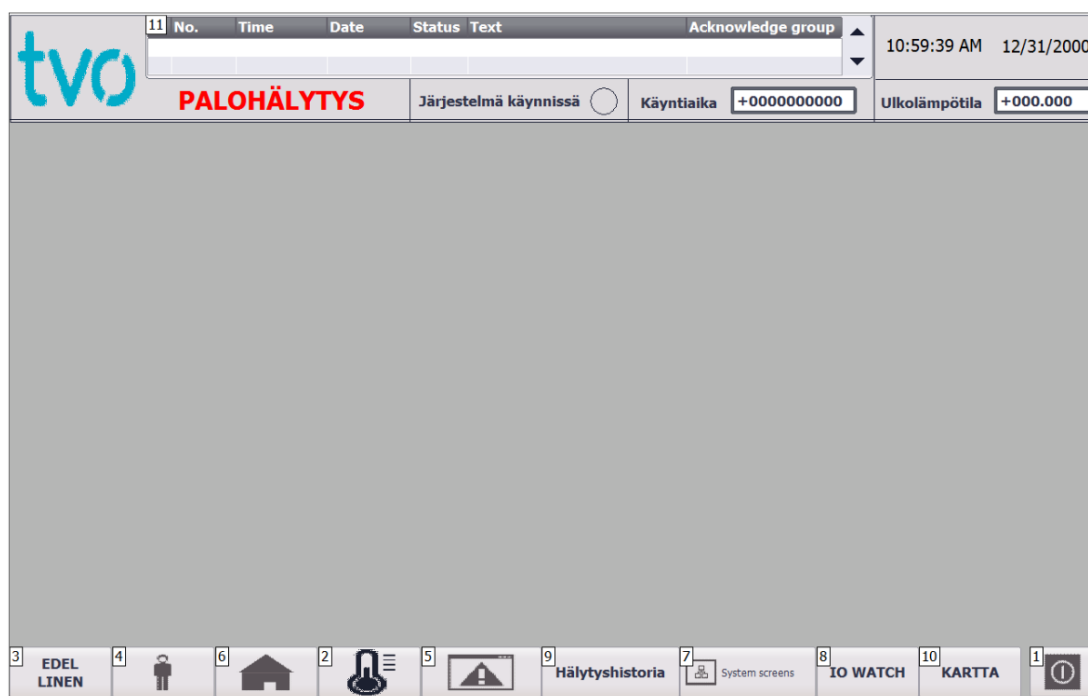 tvo
11 No. Time Date Status Text Acknowledge group
10:59:39 AM 12/31/2000
PALOHÄLYTYS
Järjestelmä käynnissä
Käyntiaika +0000000000
Ulkolämpötila +000.000
3 EDEL
LINEN
4
6
2
5
9 Hälytyshistoria
7 System screens
8 IO WATCH
10 KARTTA
1